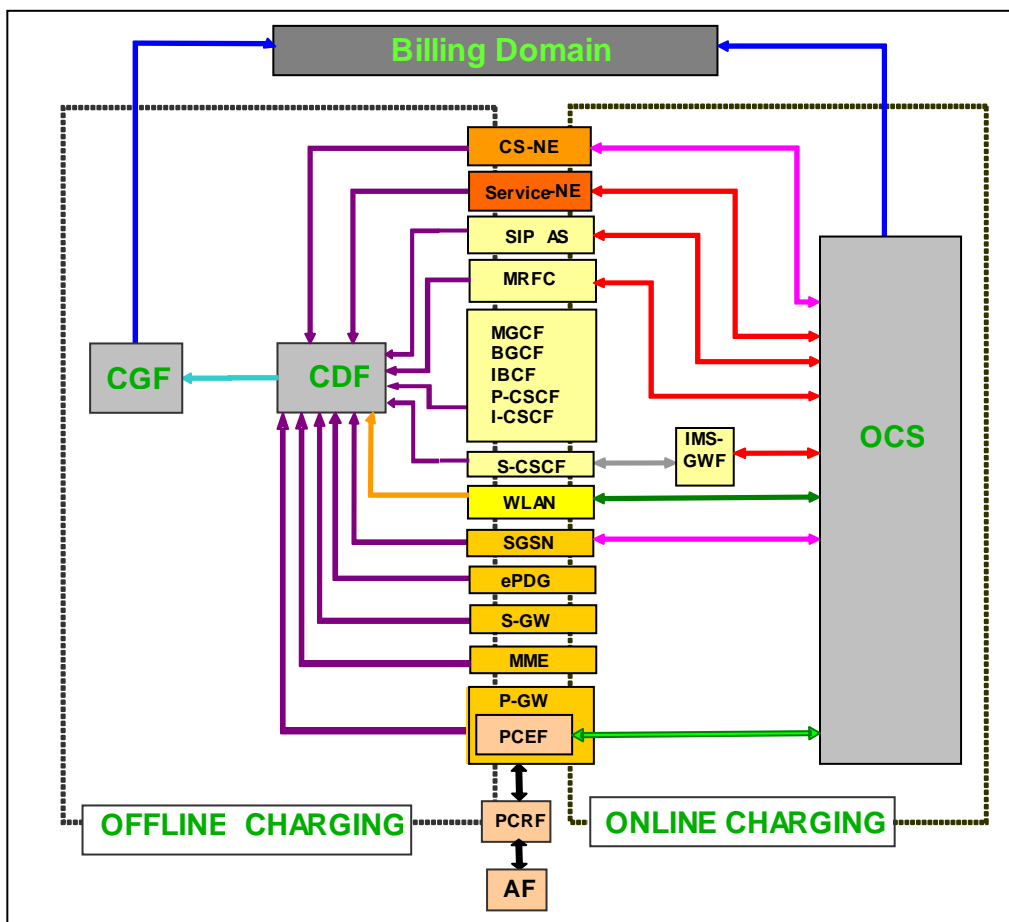 Billing Domain
CS-NE
Service-NE
SIP AS
MRFC
MGCF
BGCF
IBCF
P-CSCF
I-CSCF
CGF
CDF
OCS
IMS-
GWF
S-CSCF
WLAN
SGSN
ePDG
S-GW
MME
P-GW
PCEF
OFFLINE CHARGING
PCRF
ONLINE CHARGING
AF